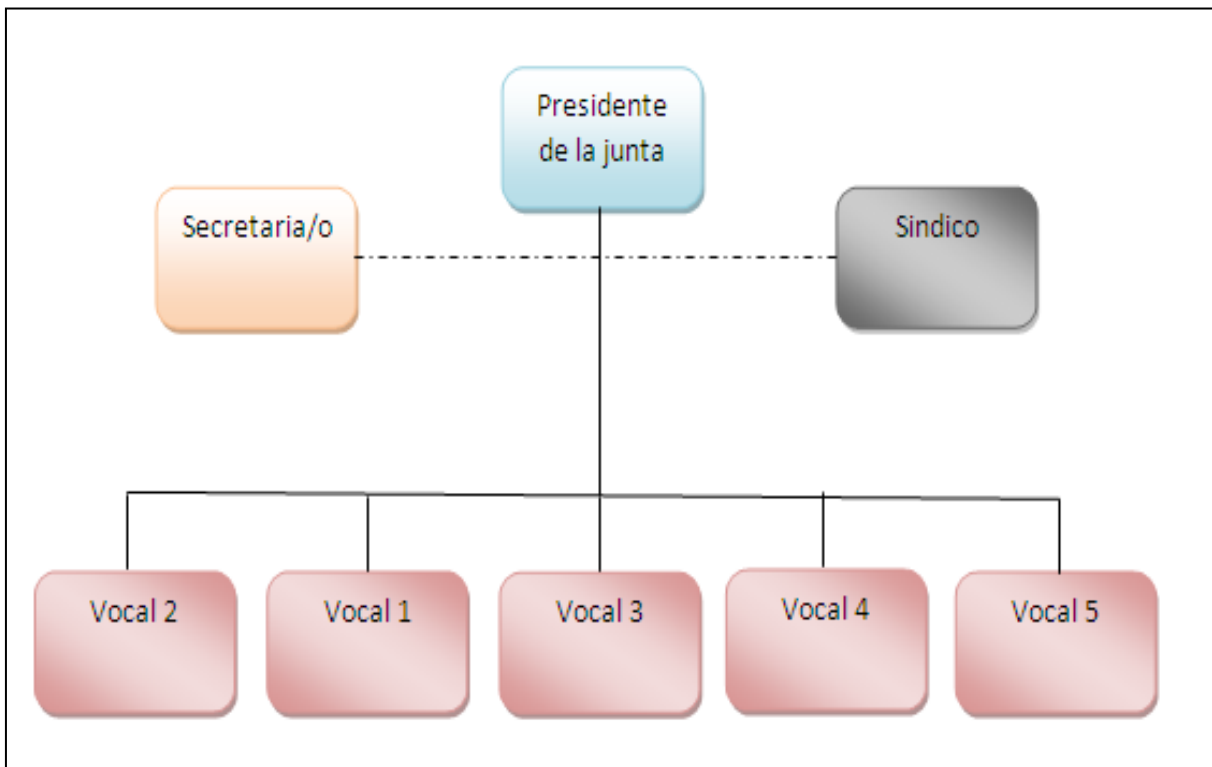 Presidente
de la junta
Secretaria/o
Sindico
Vocal 2
Vocal 1
Vocal 3
Vocal 4
Vocal 5